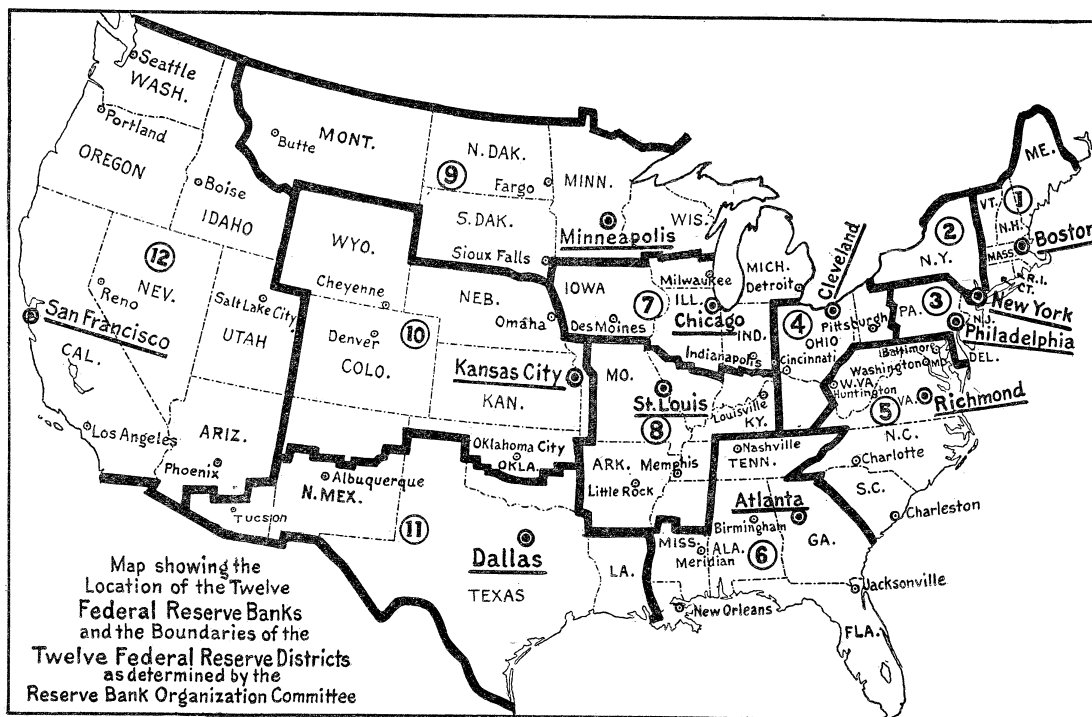 Seattle
WASH.
Portland
OREGON
Boise
IDAHO
12
NEV.
Reno
San Francisco
CAL.
Los Angeles
Salt Lake City
UTAH
ARIZ.
Phoenix
Tucson
Butte
MONT.
N. DAK.
9
Fargo
MINN.
S. DAK.
Sioux Falls
Minneapolis
WIS.
MICH.
Detroit
WYO.
Cheyenne
NEB.
Omáha
10
Denver
COLO.
Kansas City
KAN.
Oklahoma City
OKLA.
IOWA
7
Des Moines
Milwaukee
ILL.
Chicago
IND.
Indianapolis
MO.
St. Louis
8
Louisville
KY.
ARK.
Memphis
Little Rock
Cleveland
4
OHIO
Cincinnati
Pittsburgh
ME.
VT.
1
N.H.
Boston
MASS.
R.I.
CT.
2
N.Y.
New York
3
PA.
N.J.
Philadelphia
DEL.
Baltimore
Washington
MD.
W.VA.
Huntington
VA.
Richmond
5
N.C.
Charlotte
S.C.
Charleston
Nashville
TENN.
Atlanta
Birmingham
GA.
MISS.
ALA.
Meridian
6
Jacksonville
New Orleans
FLA.
LA.
Albuquerque
N. MEX.
11
Dallas
TEXAS
Map showing the
Location of the Twelve
Federal Reserve Banks
and the Boundaries of the
Twelve Federal Reserve Districts
as determined by the
Reserve Bank Organization Committee